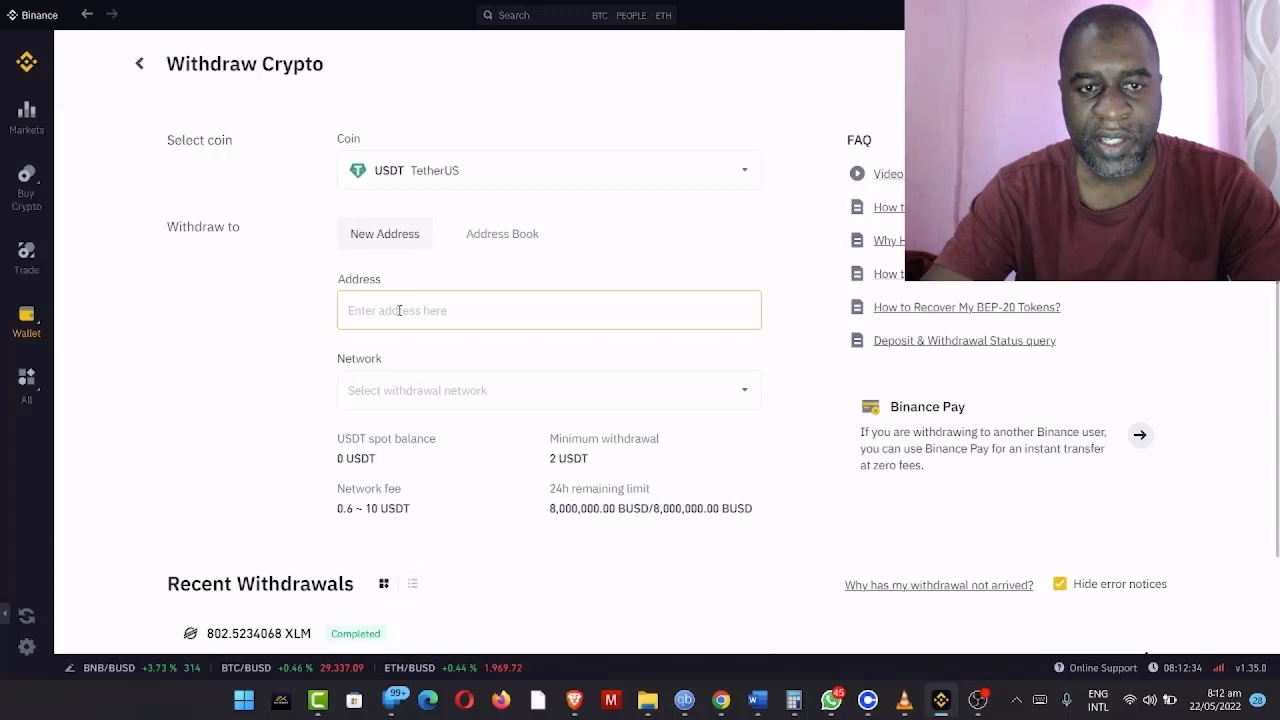 Binance
Search BTC PEOPLE ETH
Withdraw Crypto
Markets
Buy
Crypto
Trade
Wallet
All
Select coin
Coin
USDT TetherUS
Withdraw to
New Address Address Book
Address
Enter address here
Network
Select withdrawal network
USDT spot balance
0 USDT
Minimum withdrawal
2 USDT
Network fee
0.6 ~ 10 USDT
24h remaining limit
8,000,000.00 BUSD/8,000,000.00 BUSD
FAQ
Video
How t
Why H
How t
How to Recover My BEP-20 Tokens?
Deposit & Withdrawal Status query
Binance Pay
If you are withdrawing to another Binance user,
you can use Binance Pay for an instant transfer
at zero fees.
Recent Withdrawals
Why has my withdrawal not arrived? Hide error notices
802.5234068 XLM Completed
BNB/BUSD +3.73 % 314 BTC/BUSD +0.46 % 29,337.09 ETH/BUSD +0.44 % 1,969.72 Online Support 08:12:34 v1.35.0
99+
M
qb
W
45
ENG
INTL
8:12 am
22/05/2022
28